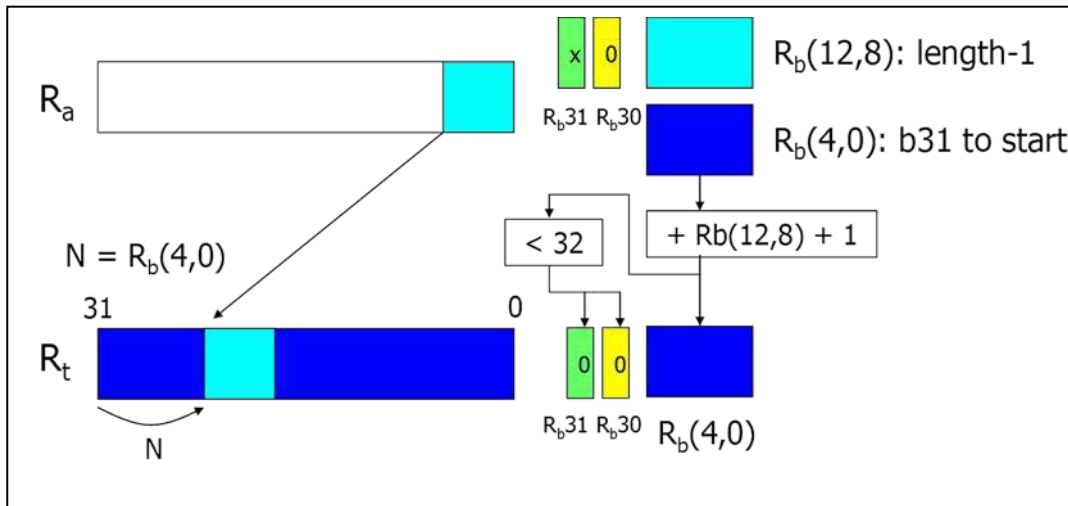 x 0 Rb(12,8): length-1
Ra
Rb31 Rb30
Rb(4,0): b31 to start
< 32
+ Rb(12,8) + 1
N = Rb(4,0)
31 0
Rt
0 0
Rb31 Rb30 Rb(4,0)
N